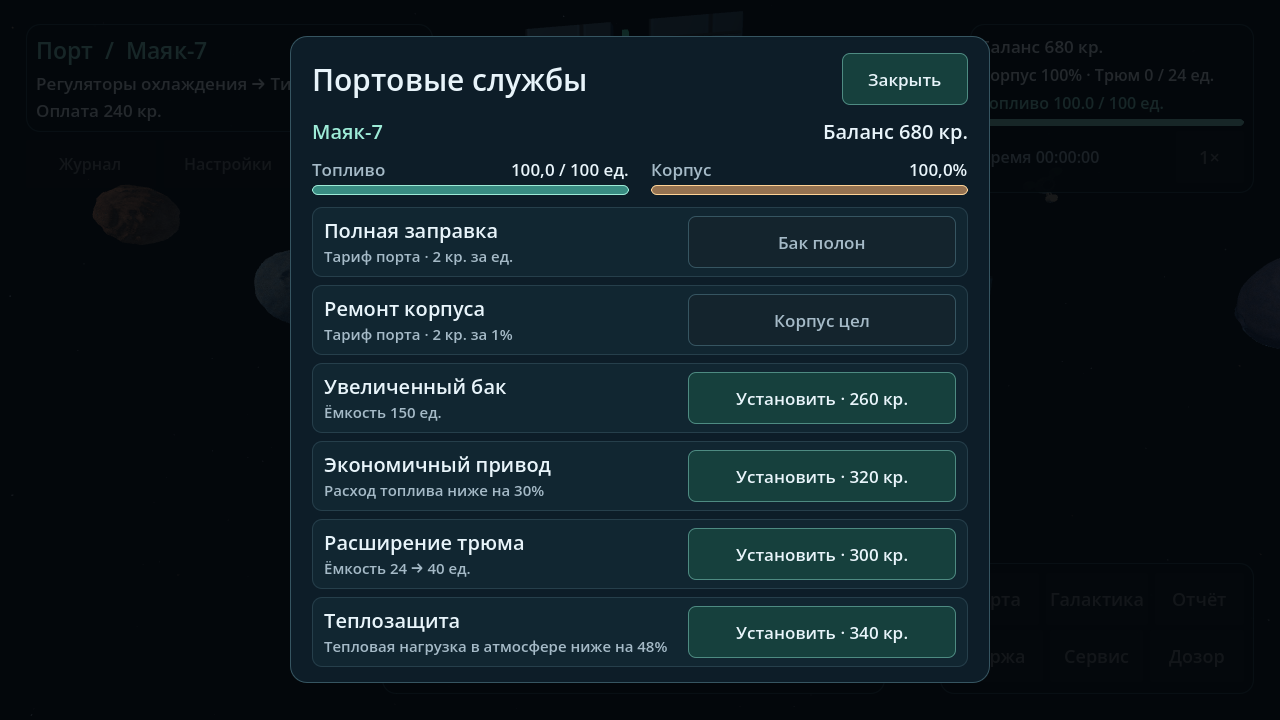 Порт / Маяк-7
Регуляторы охлаждения → Ти
Оплата 240 кр.
Журнал
Настройки
Портовые службы
Закрыть
Маяк-7
Баланс 680 кр.
Топливо
100,0 / 100 ед.
Корпус
100,0%
Полная заправка
Тариф порта · 2 кр. за ед.
Бак полон
Ремонт корпуса
Тариф порта · 2 кр. за 1%
Корпус цел
Увеличенный бак
Ёмкость 150 ед.
Установить · 260 кр.
Экономичный привод
Расход топлива ниже на 30%
Установить · 320 кр.
Расширение трюма
Ёмкость 24 → 40 ед.
Установить · 300 кр.
Теплозащита
Тепловая нагрузка в атмосфере ниже на 48%
Установить · 340 кр.
аланс 680 кр.
орпус 100% · Трюм 0 / 24 ед.
опливо 100.0 / 100 ед.
ремя 00:00:00
1×
рта
Галактика
Отчёт
ржа
Сервис
Дозор